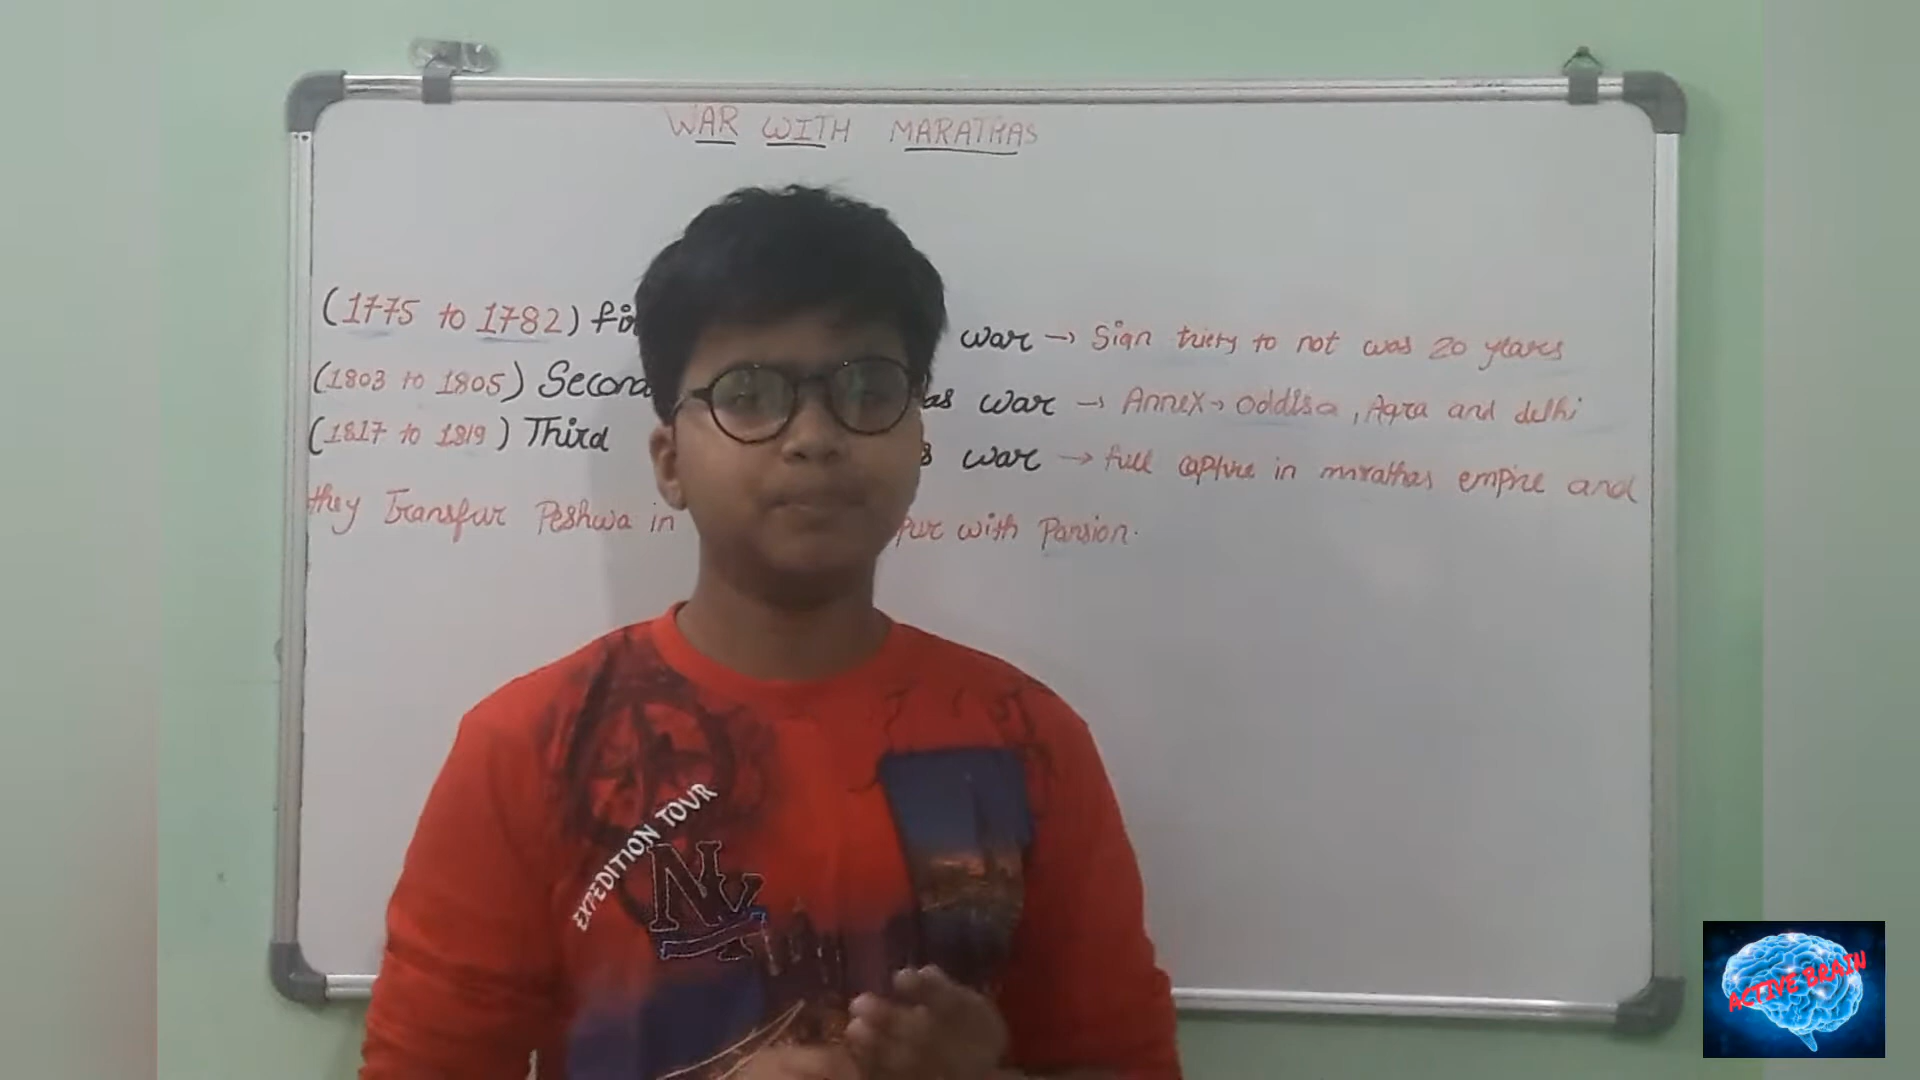 WAR WITH MARATHAS
(1775 to 1782) fir war → Sign triety to not was 20 years
(1803 to 1805) Second as war → Annex → oddisa, Agra and delhi
(1817 to 1819) Third s war → full capture in marathas empire and
they Transfur Peshwa in pur with Pansion.
EXPEDITION TOUR
NY
ACTIVE BRAIN